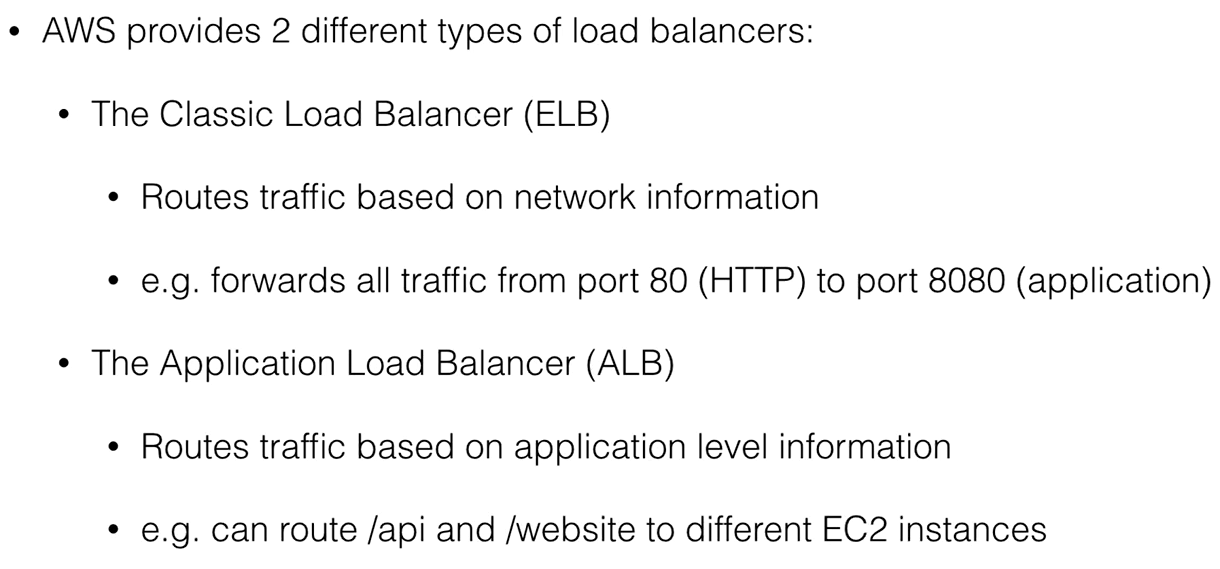 • AWS provides 2 different types of load balancers:
• The Classic Load Balancer (ELB)
• Routes traffic based on network information
• e.g. forwards all traffic from port 80 (HTTP) to port 8080 (application)
• The Application Load Balancer (ALB)
• Routes traffic based on application level information
• e.g. can route /api and /website to different EC2 instances